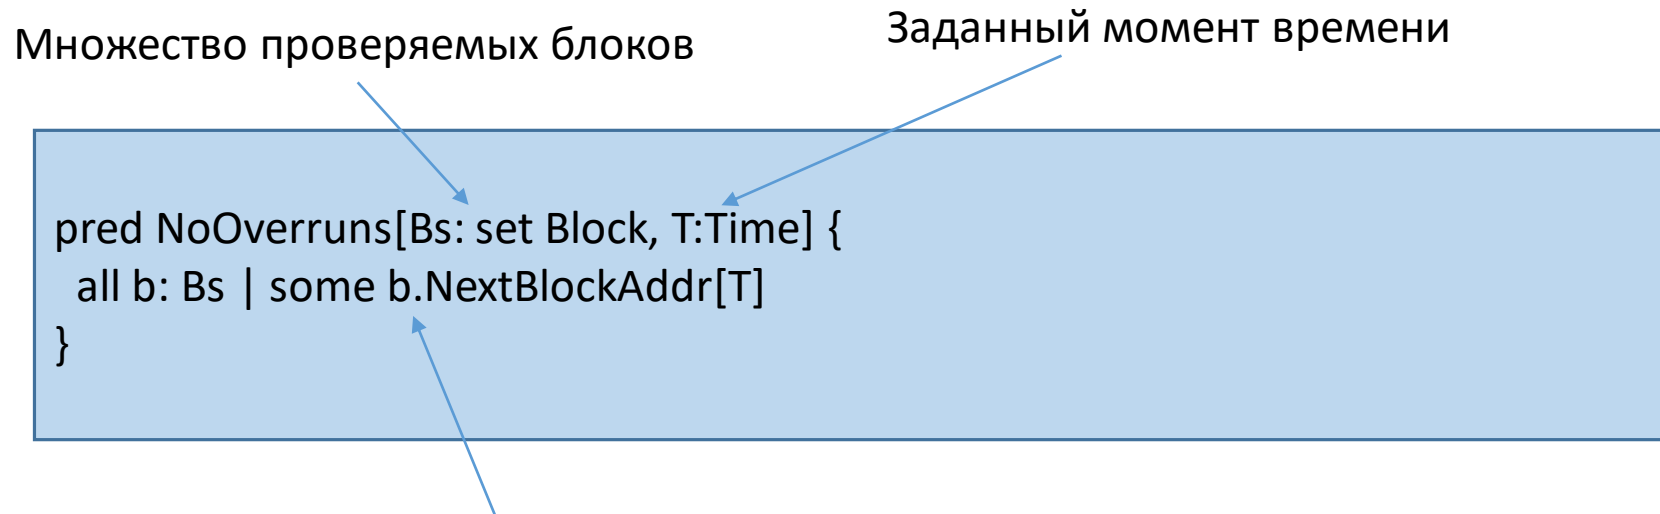 Множество проверяемых блоков
Заданный момент времени
pred NoOverruns[Bs: set Block, T:Time] {
all b: Bs | some b.NextBlockAddr[T]
}